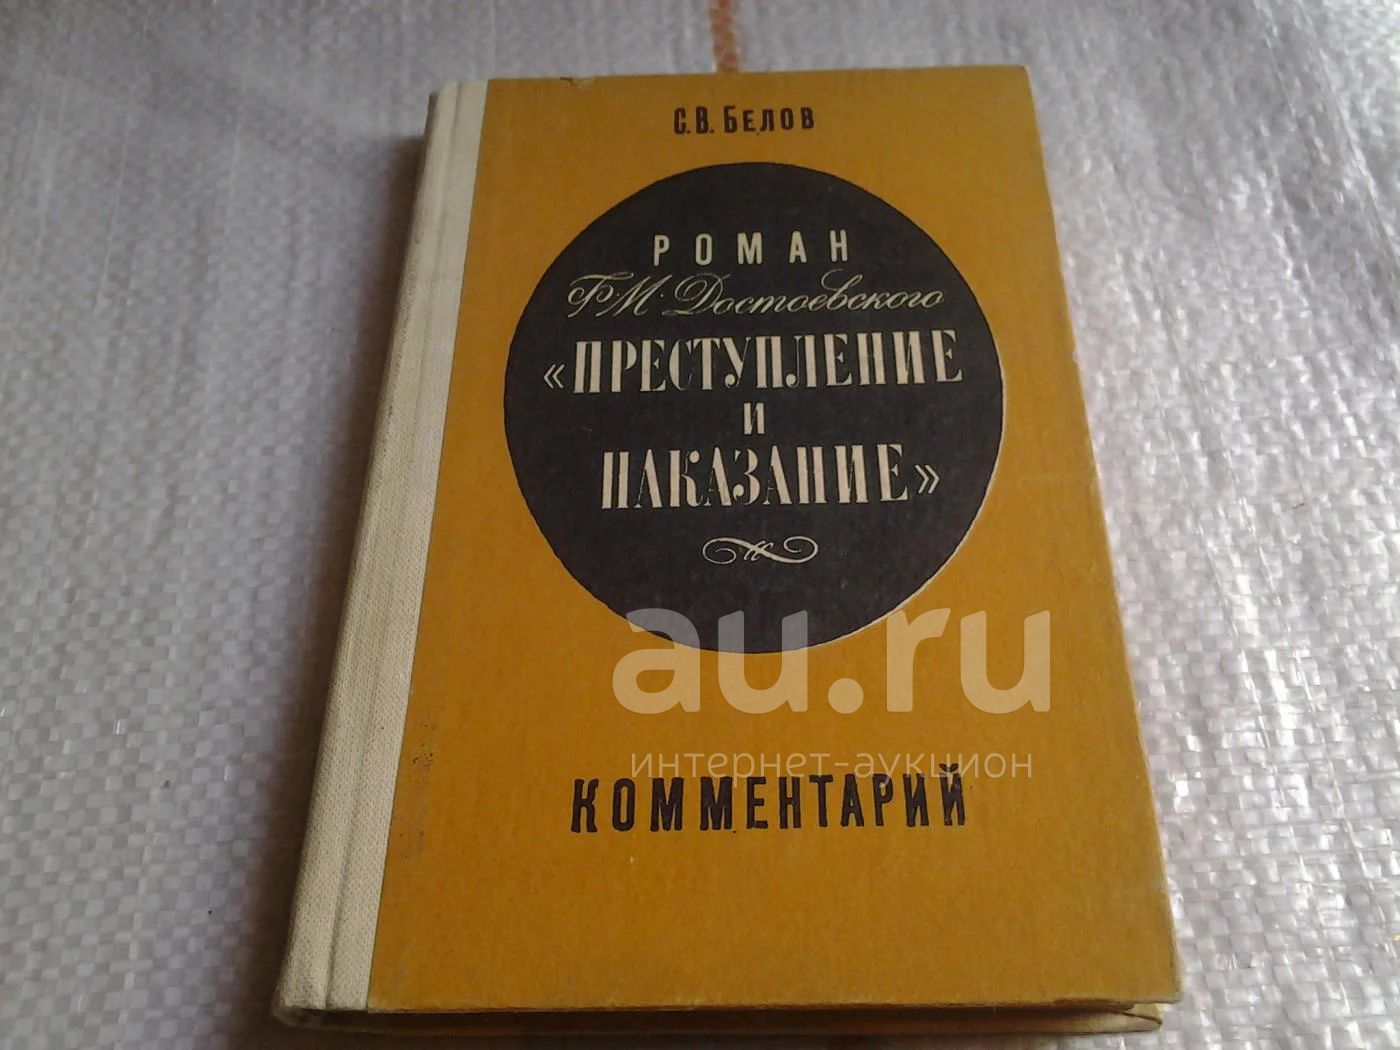 С.В. БЕЛОВ
РОМАН
Ф.М. Достоевского
«ПРЕСТУПЛЕНИЕ
И
НАКАЗАНИЕ»
au.ru
интернет-аукцион
КОММЕНТАРИЙ